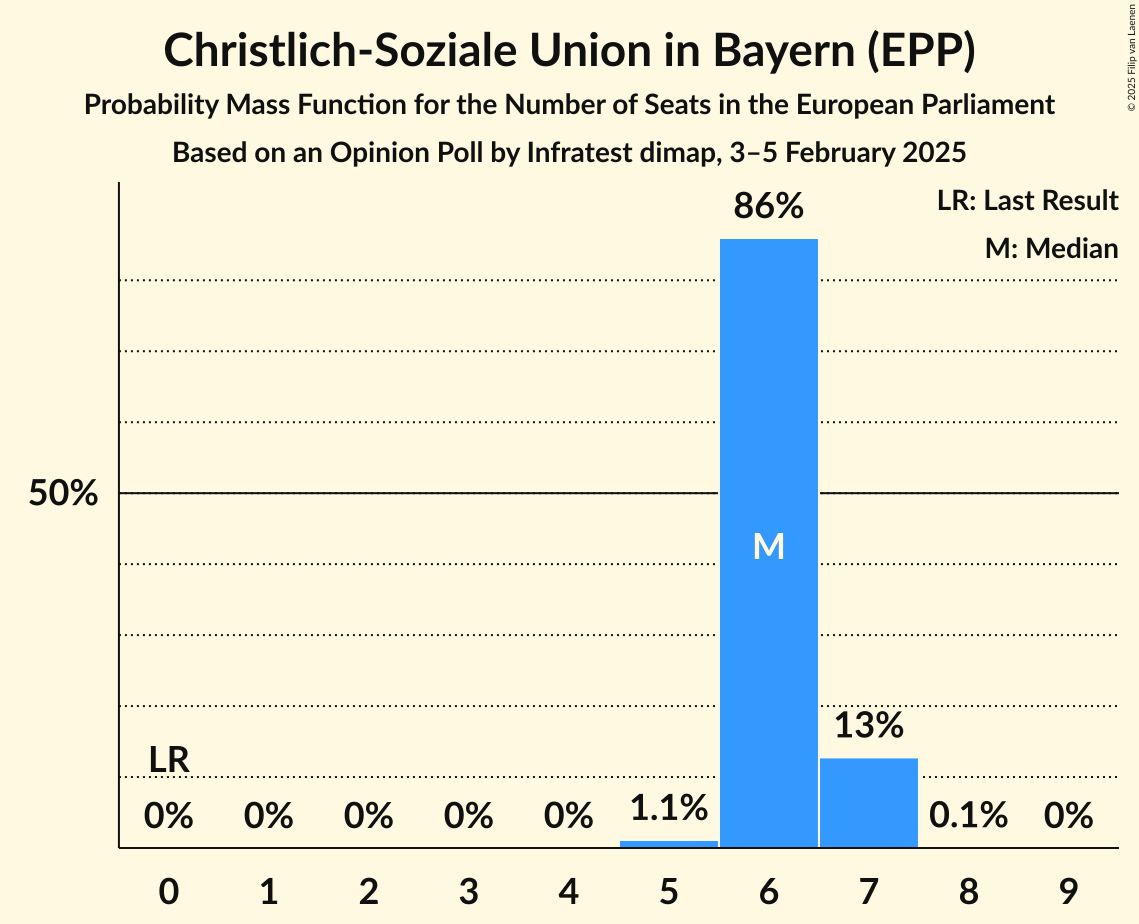 Christlich-Soziale Union in Bayern (EPP)
Probability Mass Function for the Number of Seats in the European Parliament
Based on an Opinion Poll by Infratest dimap, 3–5 February 2025
© 2025 Filip van Laenen
LR: Last Result
M: Median
86%
50%
M
13%
LR
0% 0% 0% 0% 0% 1.1% 0.1% 0%
0 1 2 3 4 5 6 7 8 9